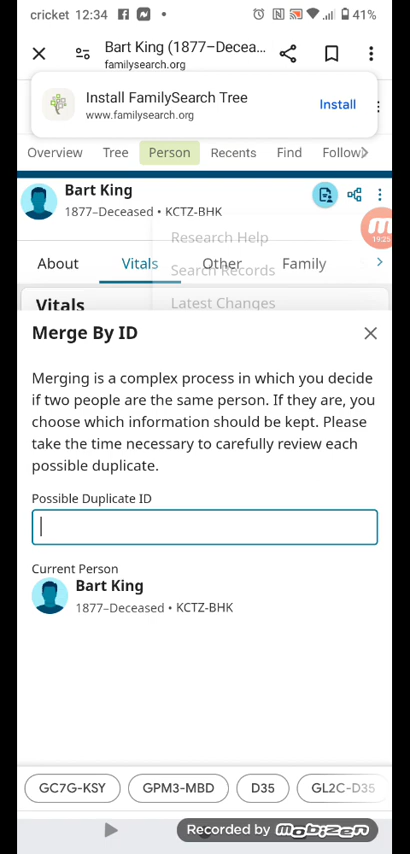 cricket 12:34 41%
Bart King (1877–Decea...
familysearch.org
Install FamilySearch Tree
www.familysearch.org
Install
Overview Tree Person Recents Find Follow
Bart King
1877–Deceased • KCTZ-BHK
Research Help
19:23
About Vitals Other Family
Search Records
Vitals
Latest Changes
Merge By ID
Merging is a complex process in which you decide
if two people are the same person. If they are, you
choose which information should be kept. Please
take the time necessary to carefully review each
possible duplicate.
Possible Duplicate ID
Current Person
Bart King
1877–Deceased • KCTZ-BHK
GC7G-KSY GPM3-MBD D35 GL2C-D35
Recorded by mobizen